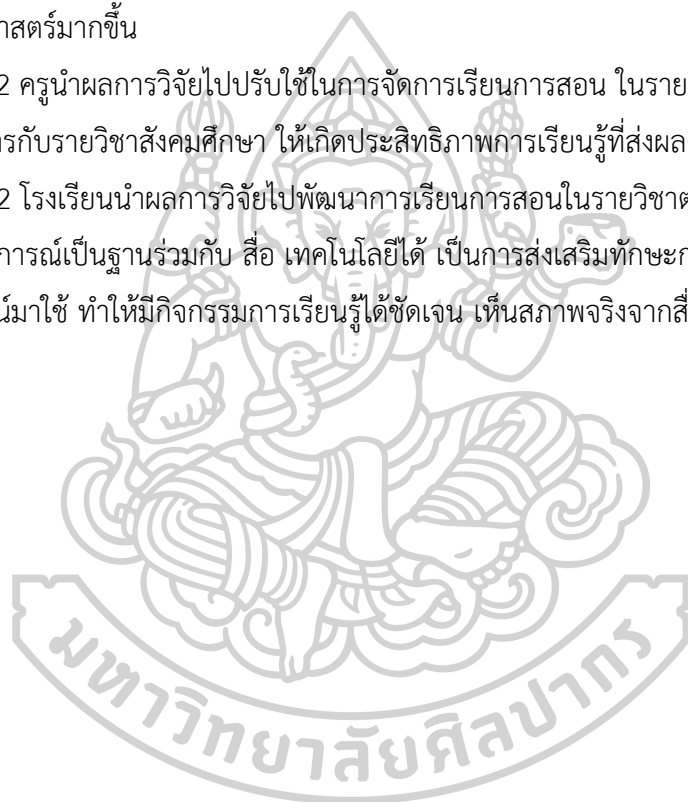 าสตร์มากขึ้น
2 ครูนำผลการวิจัยไปปรับใช้ในการจัดการเรียนการสอน ในราย
ารกับรายวิชาสังคมศึกษา ให้เกิดประสิทธิภาพการเรียนรู้ที่ส่งผล
2 โรงเรียนนำผลการวิจัยไปพัฒนาการเรียนการสอนในรายวิชาต
การณ์เป็นฐานร่วมกับ สื่อ เทคโนโลยีได้ เป็นการส่งเสริมทักษะก
น์มาใช้ ทำให้มีกิจกรรมการเรียนรู้ได้ชัดเจน เห็นสภาพจริงจากสื่
มหาวิทยาลัยศิลปากร